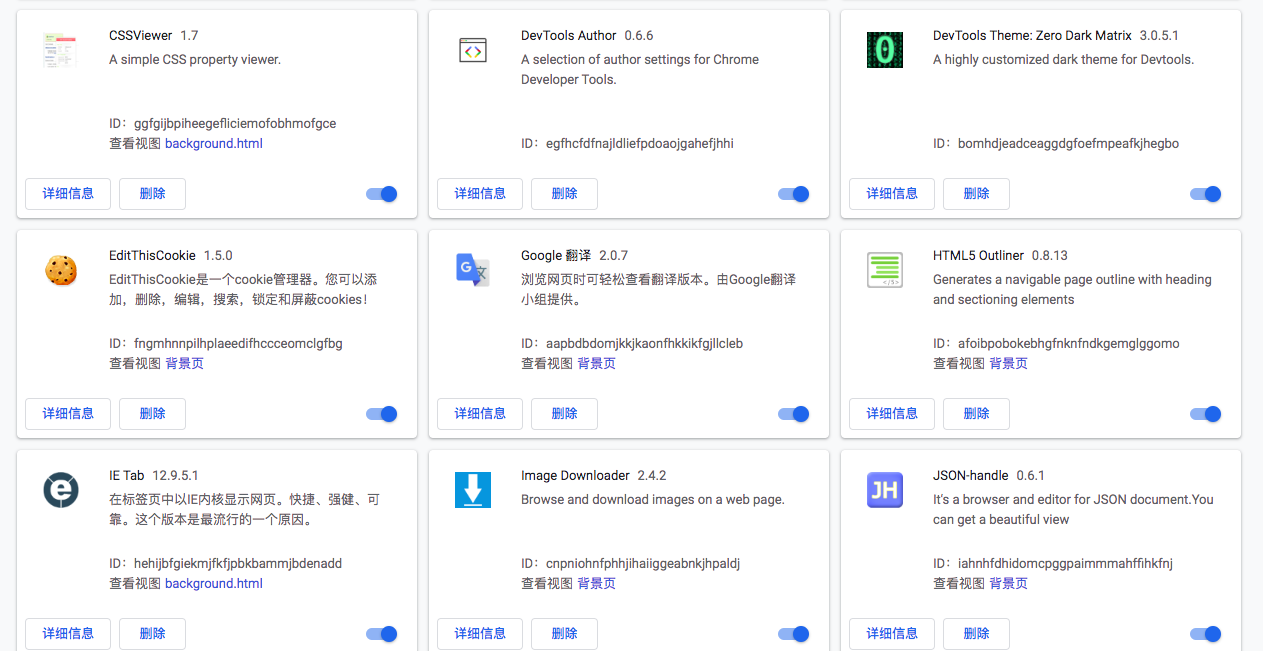 CSSViewer 1.7
A simple CSS property viewer.
ID：ggfgijbpiheegefliciemofobhmofgce
查看视图 background.html
详细信息 删除
DevTools Author 0.6.6
A selection of author settings for Chrome
Developer Tools.
ID：egfhcfdfnajldliefpdoaojgahefjhhi
详细信息 删除
DevTools Theme: Zero Dark Matrix 3.0.5.1
A highly customized dark theme for Devtools.
ID：bomhdjeadceaggdgfoefmpeafkjhegbo
详细信息 删除
EditThisCookie 1.5.0
EditThisCookie是一个cookie管理器。您可以添
加，删除，编辑，搜索，锁定和屏蔽cookies！
ID：fngmhnnpilhplaeedifhccceomclgfbg
查看视图 背景页
详细信息 删除
Google 翻译 2.0.7
浏览网页时可轻松查看翻译版本。由Google翻译
小组提供。
ID：aapbdbdomjkkjkaonfhkkikfgjllcleb
查看视图 背景页
详细信息 删除
HTML5 Outliner 0.8.13
Generates a navigable page outline with heading
and sectioning elements
ID：afoibpobokebhgfnknfndkgemglggomo
查看视图 背景页
详细信息 删除
IE Tab 12.9.5.1
在标签页中以IE内核显示网页。快捷、强健、可
靠。这个版本是最流行的一个原因。
ID：hehijbfgiekmjfkfjpbkbammjbdenadd
查看视图 background.html
详细信息 删除
Image Downloader 2.4.2
Browse and download images on a web page.
ID：cnpniohnfphhjihaiiggeabnkjhpaldj
查看视图 背景页
详细信息 删除
JH
JSON-handle 0.6.1
It's a browser and editor for JSON document.You
can get a beautiful view
ID：iahnhfdhidomcpggpaimmmahffihkfnj
查看视图 背景页
详细信息 删除